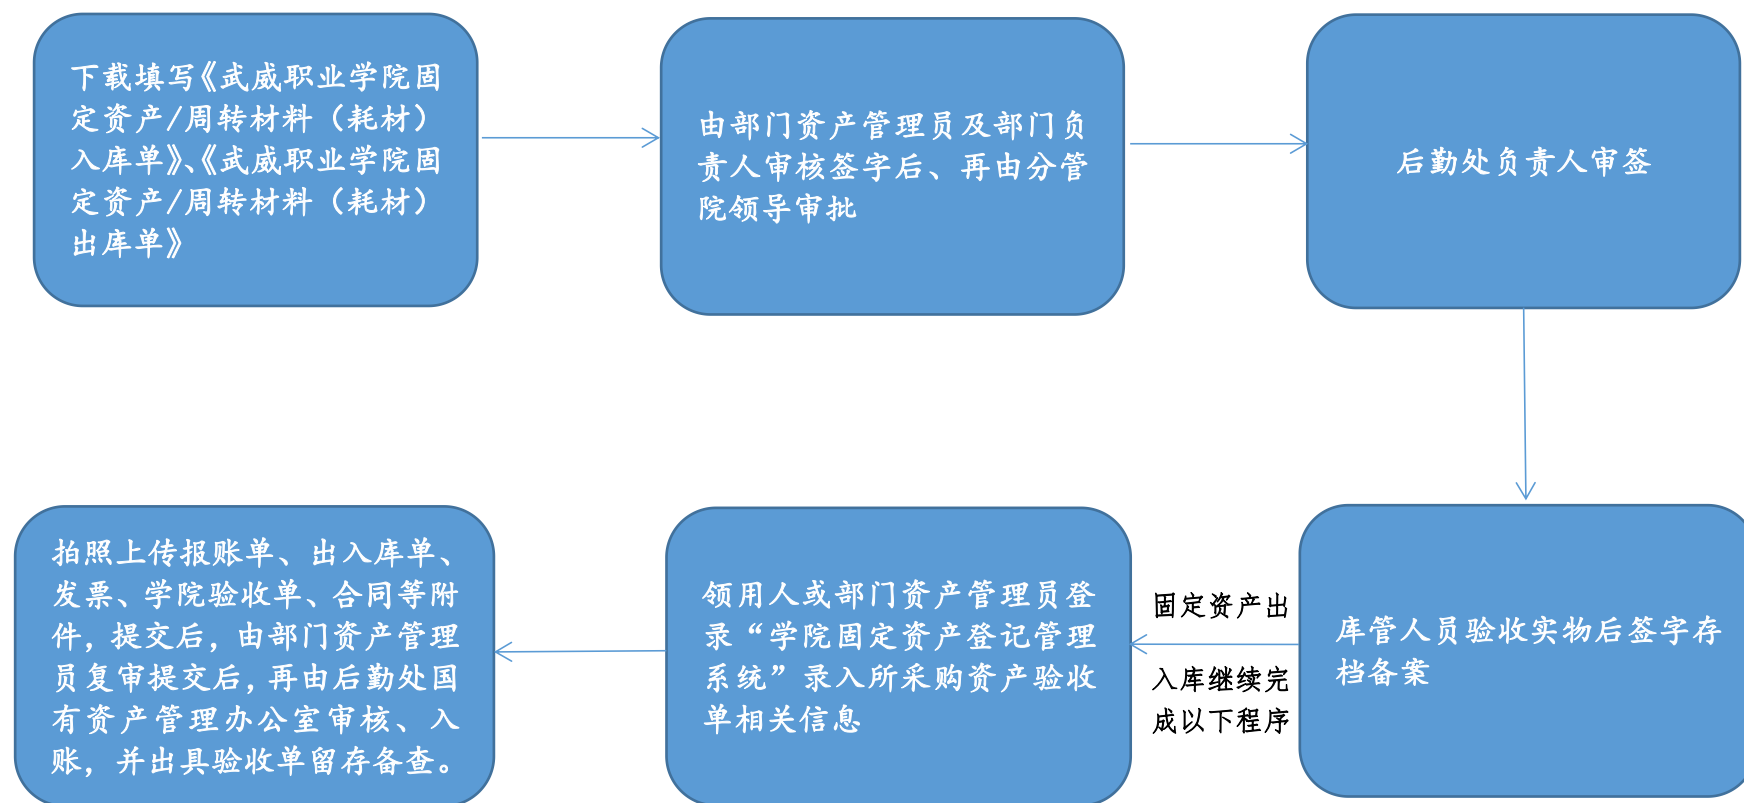 下载填写《武威职业学院固
定资产/周转材料（耗材）
入库单》、《武威职业学院固
定资产/周转材料（耗材）
出库单》
由部门资产管理员及部门负
责人审核签字后、再由分管
院领导审批
后勤处负责人审签
库管人员验收实物后签字存
档备案
固定资产出
入库继续完
成以下程序
领用人或部门资产管理员登
录“学院固定资产登记管理
系统”录入所采购资产验收
单相关信息
拍照上传报账单、出入库单、
发票、学院验收单、合同等附
件，提交后，由部门资产管理
员复审提交后，再由后勤处国
有资产管理办公室审核、入
账，并出具验收单留存备查。